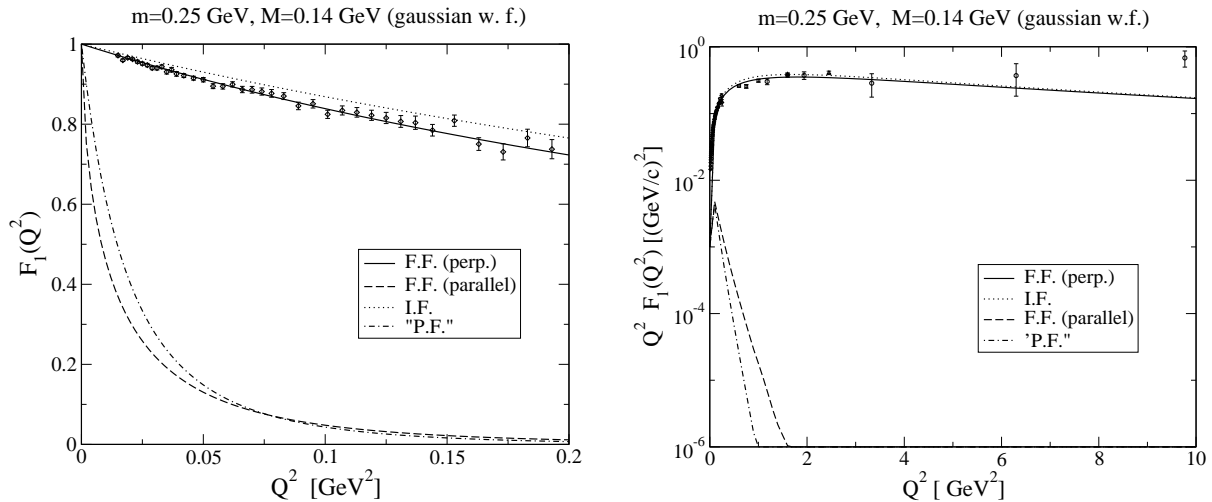 m=0.25 GeV, M=0.14 GeV (gaussian w. f.)
1
0.8
0.6
0.4
0.2
0
F₁(Q²)
F.F. (perp.)
F.F. (parallel)
I.F.
"P.F."
0
0.05
0.1
0.15
0.2
Q² [GeV²]
m=0.25 GeV, M=0.14 GeV (gaussian w.f.)
10⁰
10⁻²
10⁻⁴
10⁻⁶
Q² F₁(Q²) [(GeV/c)²]
F.F. (perp.)
I.F.
F.F. (parallel)
'P.F."
0
2
4
6
8
10
Q² [ GeV²]